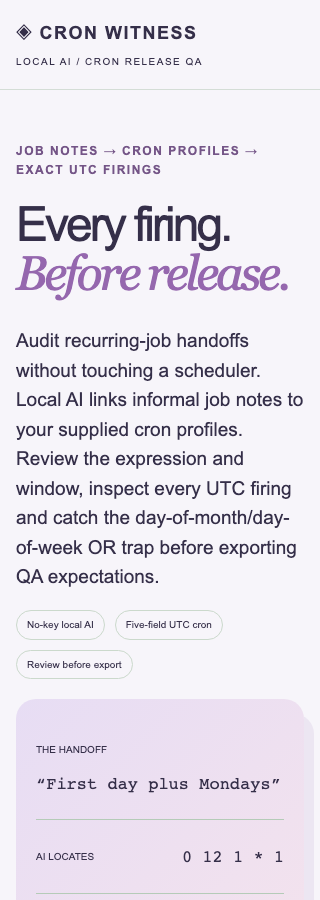 ◈ CRON WITNESS
LOCAL AI / CRON RELEASE QA
JOB NOTES → CRON PROFILES →
EXACT UTC FIRINGS
Every firing.
Before release.
Audit recurring-job handoffs
without touching a scheduler.
Local AI links informal job notes to
your supplied cron profiles.
Review the expression and
window, inspect every UTC firing
and catch the day-of-month/day-
of-week OR trap before exporting
QA expectations.
No-key local AI
Five-field UTC cron
Review before export
THE HANDOFF
“First day plus Mondays”
AI LOCATES
0 12 1 * 1